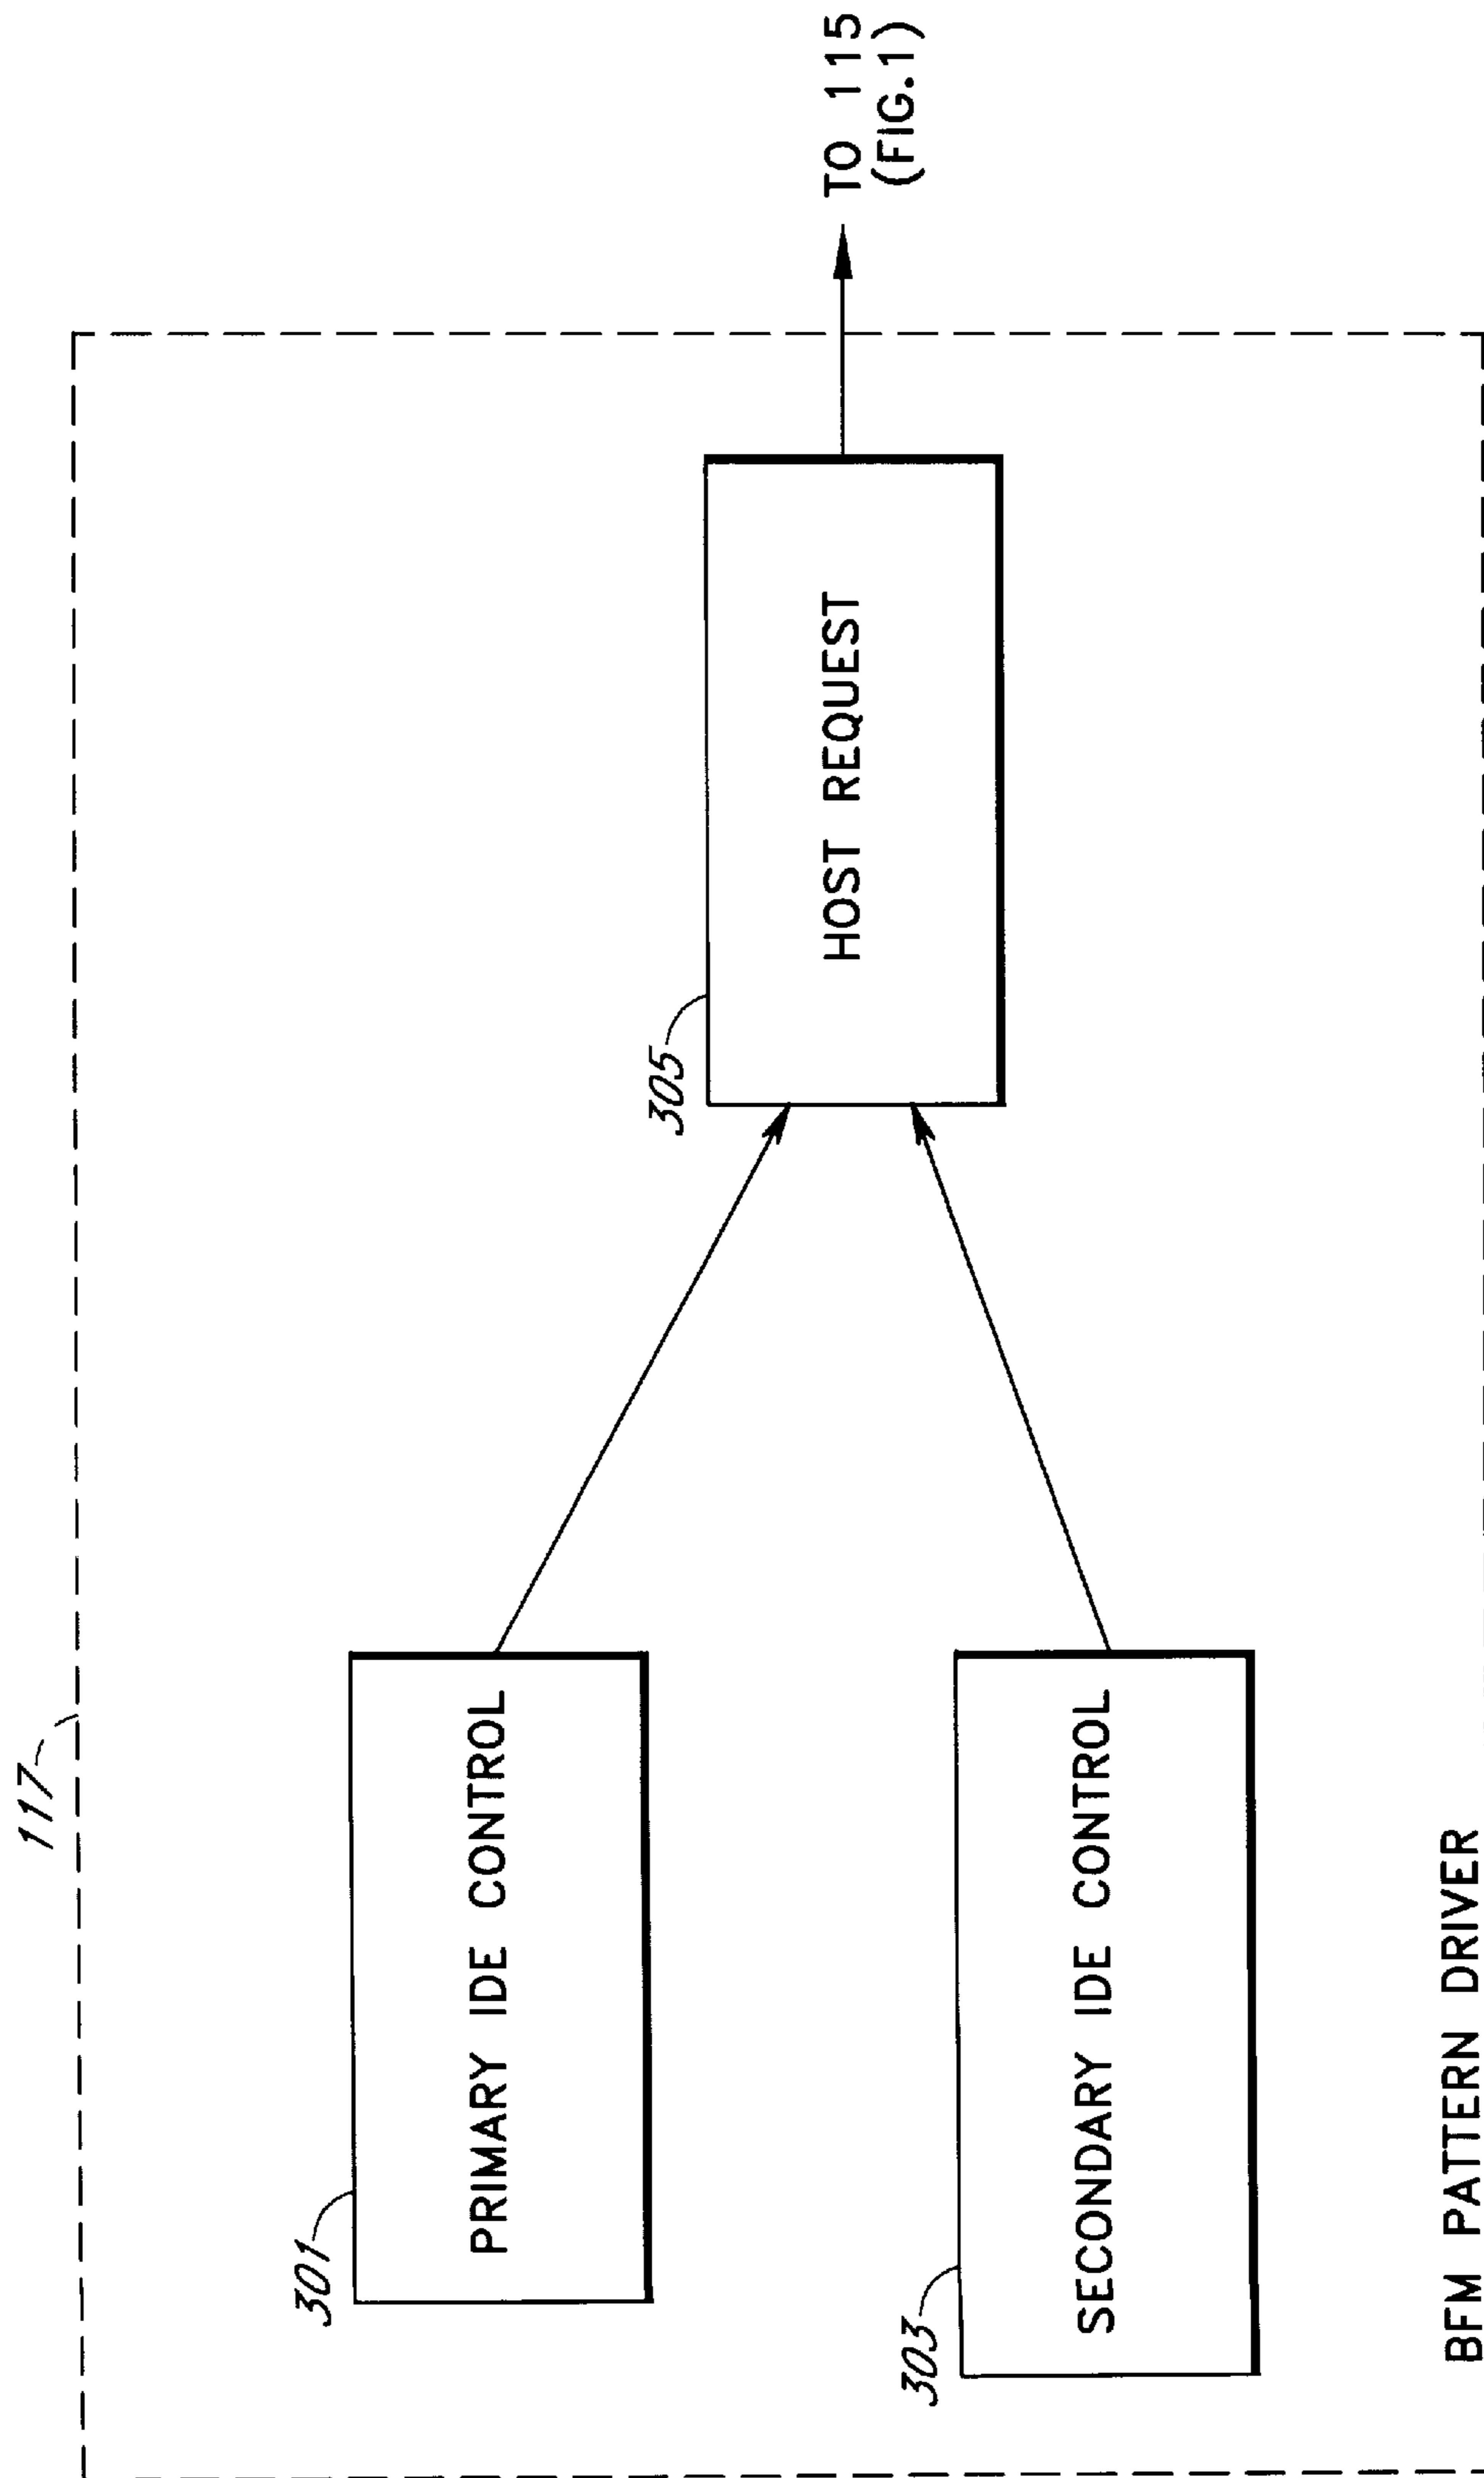 117
301
PRIMARY IDE CONTROL
303
SECONDARY IDE CONTROL
305
HOST REQUEST
TO 115
(FIG.1)
BFM PATTERN DRIVER